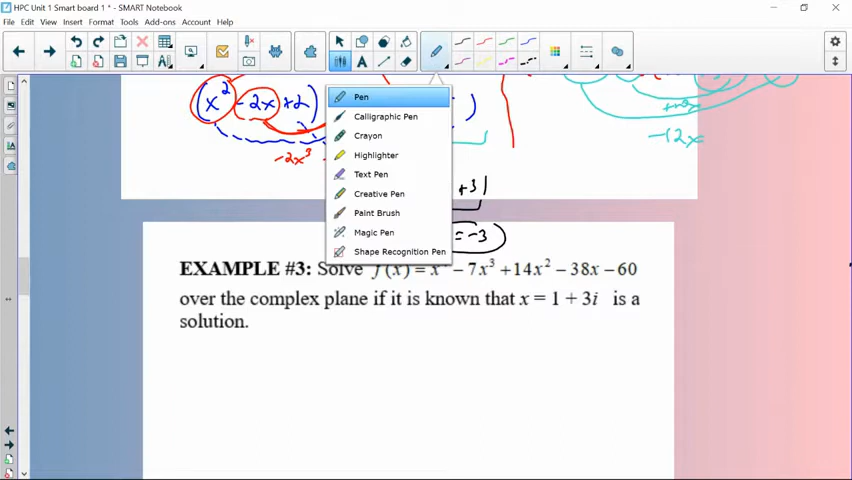 HPC Unit 1 Smart board 1 * - SMART Notebook
File Edit View Insert Format Tools Add-ons Account Help
(x² -2x +2)
-2x³
-12x
Pen
Calligraphic Pen
Crayon
Highlighter
Text Pen
Creative Pen
Paint Brush
Magic Pen
Shape Recognition Pen
+3|
= -3
EXAMPLE #3: Solve f(x) = x⁴ - 7x³ +14x² - 38x - 60
over the complex plane if it is known that x = 1 + 3i is a
solution.